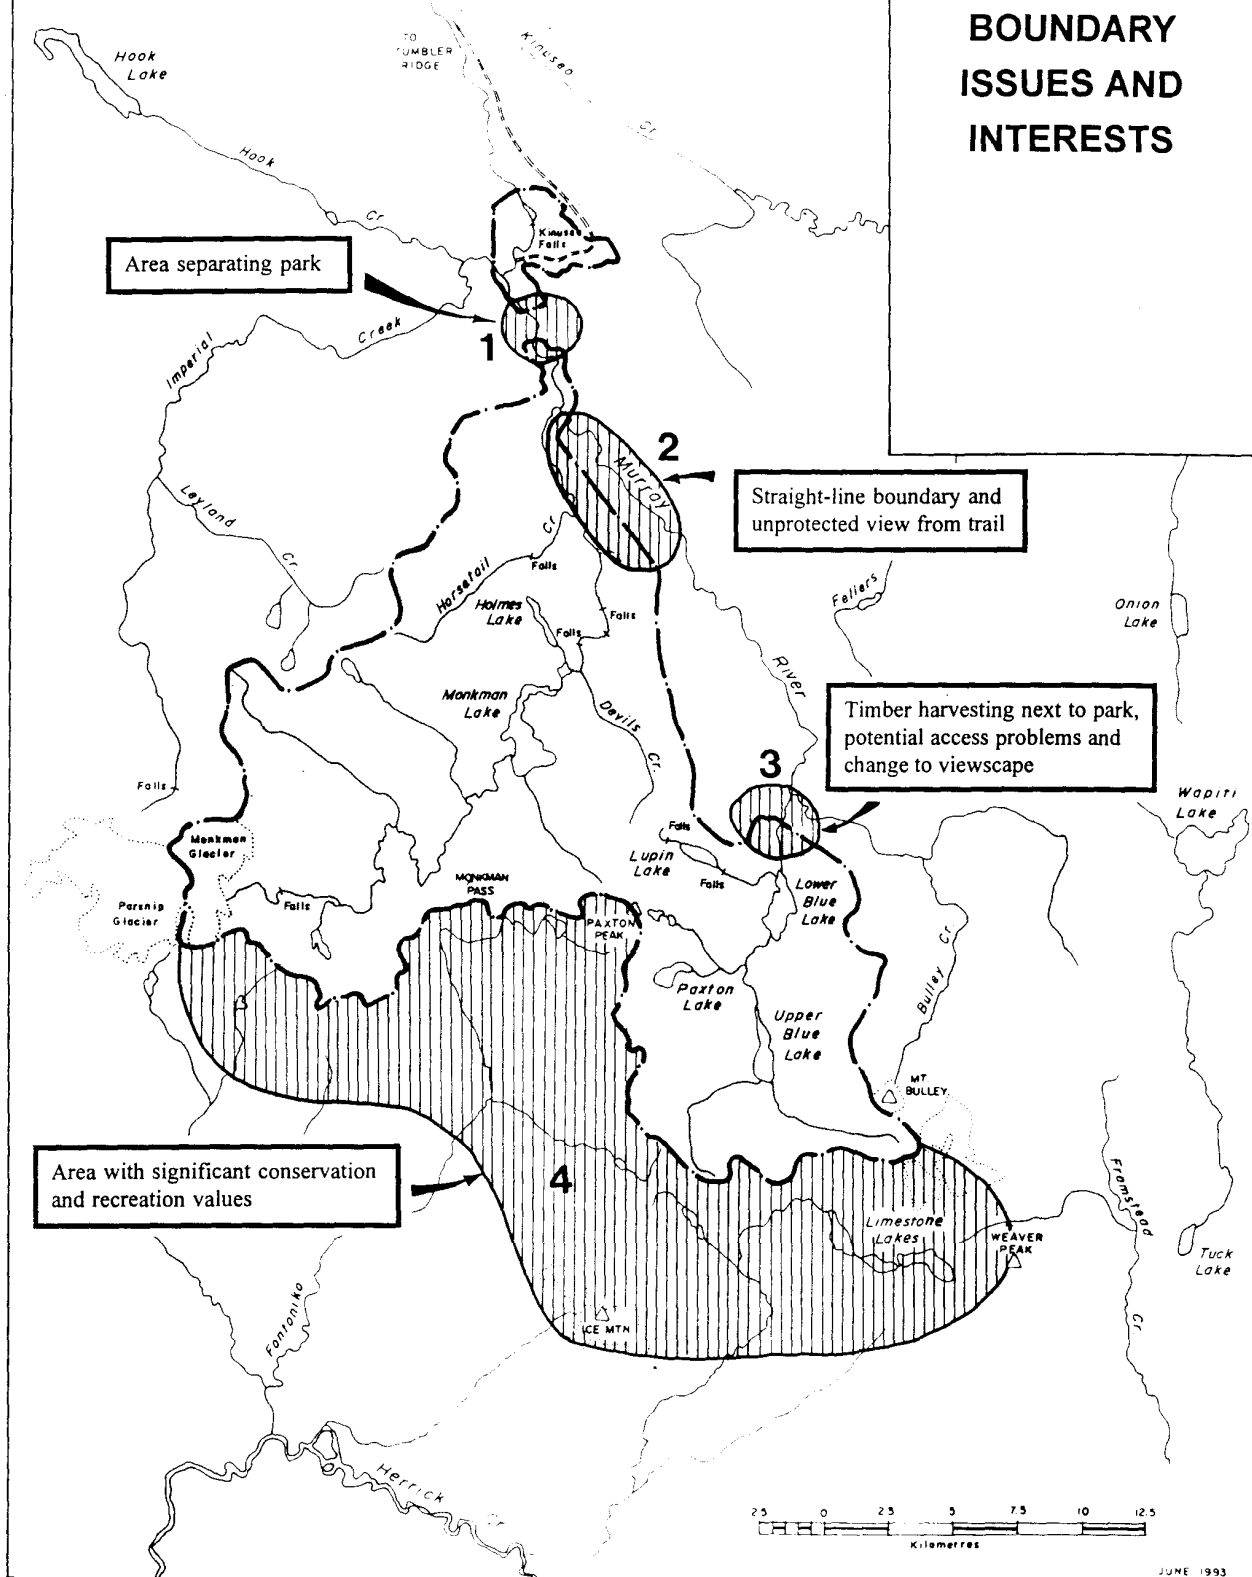 BOUNDARY
ISSUES AND
INTERESTS
Hook
Lake
TO
TUMBLER
RIDGE
Kinuseo
Cr.
Hook
Cr
Kinuseo
Falls
Area separating park
1
Imperial
Creek
2
Murray
Straight-line boundary and
unprotected view from trail
Leyland
Cr.
Horsetail
Cr
Falls
Holmes
Lake
Falls
Falls
Fellers
Onion
Lake
River
Monkman
Lake
Devils
Cr.
Timber harvesting next to park,
potential access problems and
change to viewscape
3
Falls
Wapiti
Lake
Monkman
Glacier
Falls
Lupin
Lake
Falls
Lower
Blue
Lake
MONKMAN
PASS
Parsnip
Glacier
Falls
PAXTON
PEAK
Bulley
Cr
Paxton
Lake
Upper
Blue
Lake
MT.
BULLEY
Area with significant conservation
and recreation values
4
Limestone
Lakes
WEAVER
PEAK
Framstead
Cr.
Tuck
Lake
Fontoniko
ICE MTN
Herrick
Cr
2.5 0 2.5 5 7.5 10 12.5
Kilometres
JUNE 1993